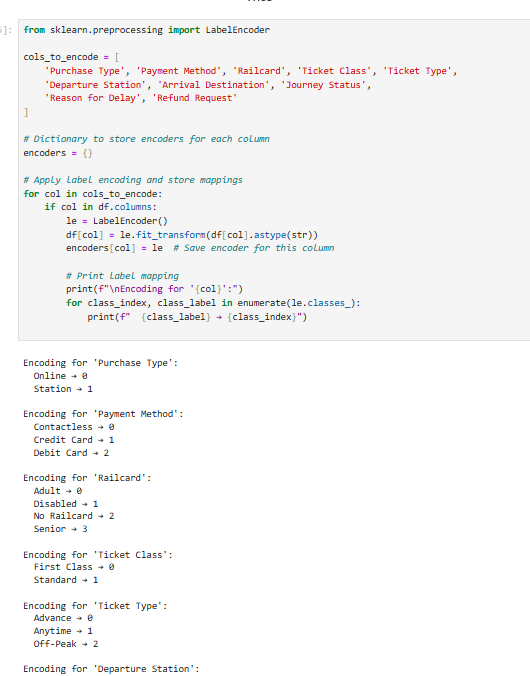 ]: from sklearn.preprocessing import LabelEncoder
cols_to_encode = [
'Purchase Type', 'Payment Method', 'Railcard', 'Ticket Class', 'Ticket Type',
'Departure Station', 'Arrival Destination', 'Journey Status',
'Reason for Delay', 'Refund Request'
]
# Dictionary to store encoders for each column
encoders = {}
# Apply label encoding and store mappings
for col in cols_to_encode:
if col in df.columns:
le = LabelEncoder()
df[col] = le.fit_transform(df[col].astype(str))
encoders[col] = le # Save encoder for this column
# Print label mapping
print(f"\nEncoding for '{col}':")
for class_index, class_label in enumerate(le.classes_):
print(f" {class_label} → {class_index}")
Encoding for 'Purchase Type':
Online → 0
Station → 1
Encoding for 'Payment Method':
Contactless → 0
Credit Card → 1
Debit Card → 2
Encoding for 'Railcard':
Adult → 0
Disabled → 1
No Railcard → 2
Senior → 3
Encoding for 'Ticket Class':
First Class → 0
Standard → 1
Encoding for 'Ticket Type':
Advance → 0
Anytime → 1
Off-Peak → 2
Encoding for 'Departure Station':